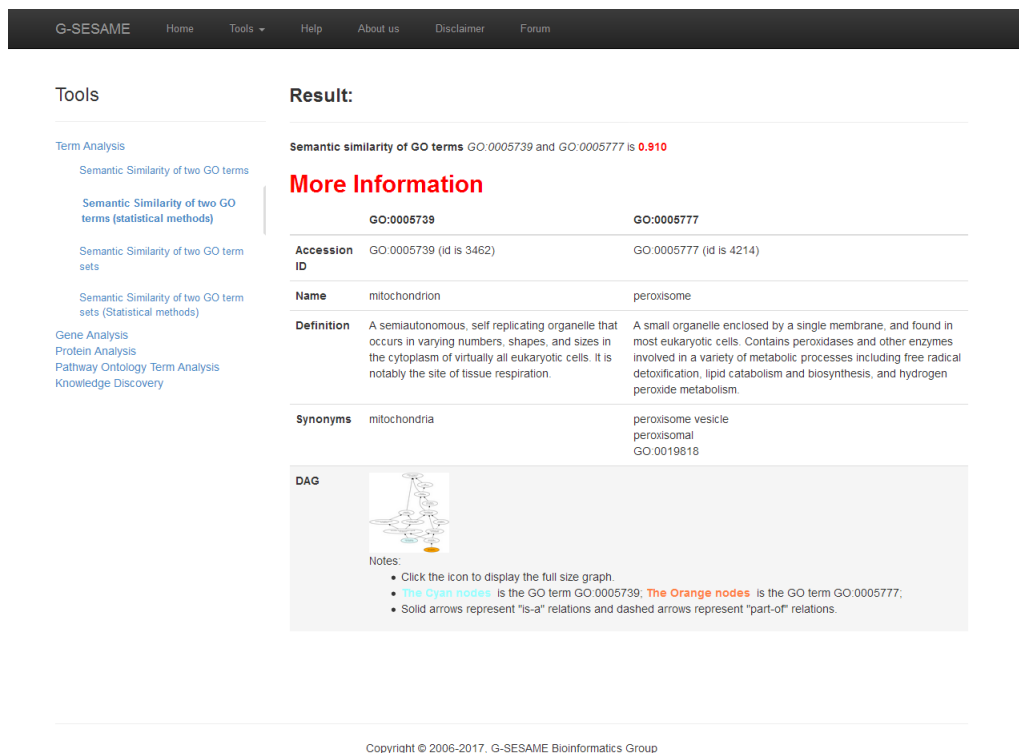 G-SESAME Home Tools Help About us Disclaimer Forum
Tools
Term Analysis
Semantic Similarity of two GO terms
Semantic Similarity of two GO
terms (statistical methods)
Semantic Similarity of two GO term
sets
Semantic Similarity of two GO term
sets (Statistical methods)
Gene Analysis
Protein Analysis
Pathway Ontology Term Analysis
Knowledge Discovery
Result:
Semantic similarity of GO terms GO:0005739 and GO:0005777 is 0.910
More Information
GO:0005739 GO:0005777
Accession
ID
GO:0005739 (id is 3462)
GO:0005777 (id is 4214)
Name mitochondrion peroxisome
Definition
A semiautonomous, self replicating organelle that
occurs in varying numbers, shapes, and sizes in
the cytoplasm of virtually all eukaryotic cells. It is
notably the site of tissue respiration.
A small organelle enclosed by a single membrane, and found in
most eukaryotic cells. Contains peroxidases and other enzymes
involved in a variety of metabolic processes including free radical
detoxification, lipid catabolism and biosynthesis, and hydrogen
peroxide metabolism.
Synonyms mitochondria
peroxisome vesicle
peroxisomal
GO:0019818
DAG
Notes:
• Click the icon to display the full size graph.
• The Cyan nodes is the GO term GO:0005739; The Orange nodes is the GO term GO:0005777;
• Solid arrows represent "is-a" relations and dashed arrows represent "part-of" relations.
Copyright © 2006-2017, G-SESAME Bioinformatics Group